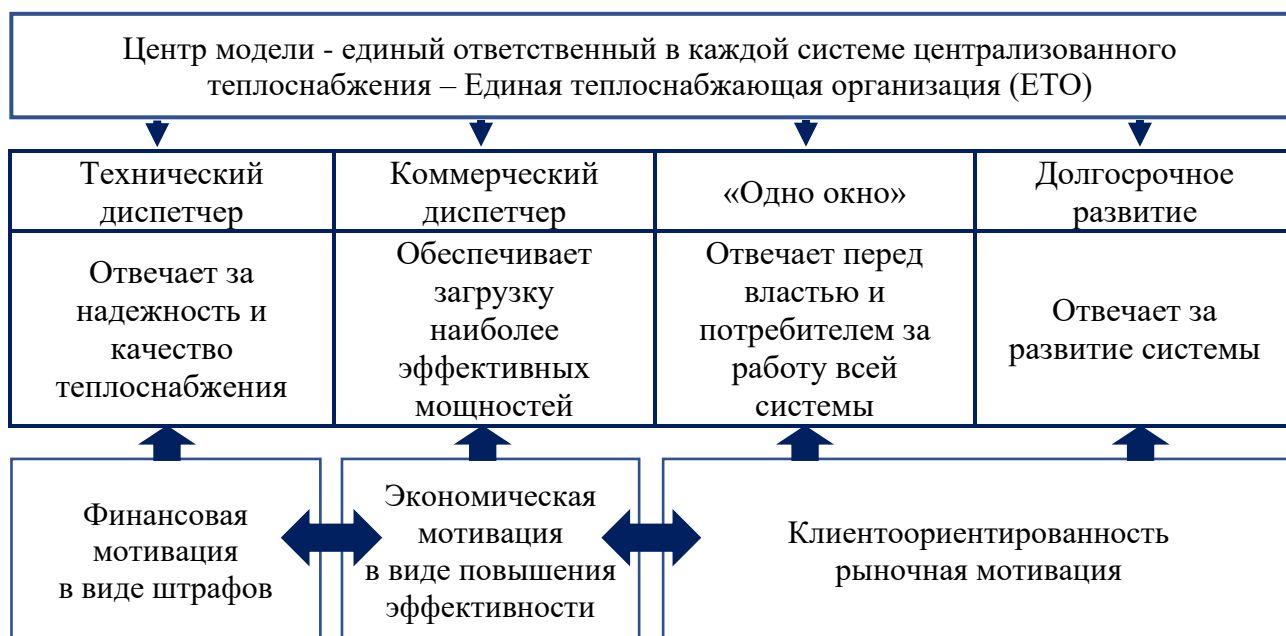 Центр модели - единый ответственный в каждой системе централизованного
теплоснабжения – Единая теплоснабжающая организация (ЕТО)
Технический
диспетчер
Коммерческий
диспетчер
«Одно окно»
Долгосрочное
развитие
Отвечает за
надежность и
качество
теплоснабжения
Обеспечивает
загрузку
наиболее
эффективных
мощностей
Отвечает перед
властью и
потребителем за
работу всей
системы
Отвечает за
развитие системы
Финансовая
мотивация
в виде штрафов
Экономическая
мотивация
в виде повышения
эффективности
Клиентоориентированность
рыночная мотивация